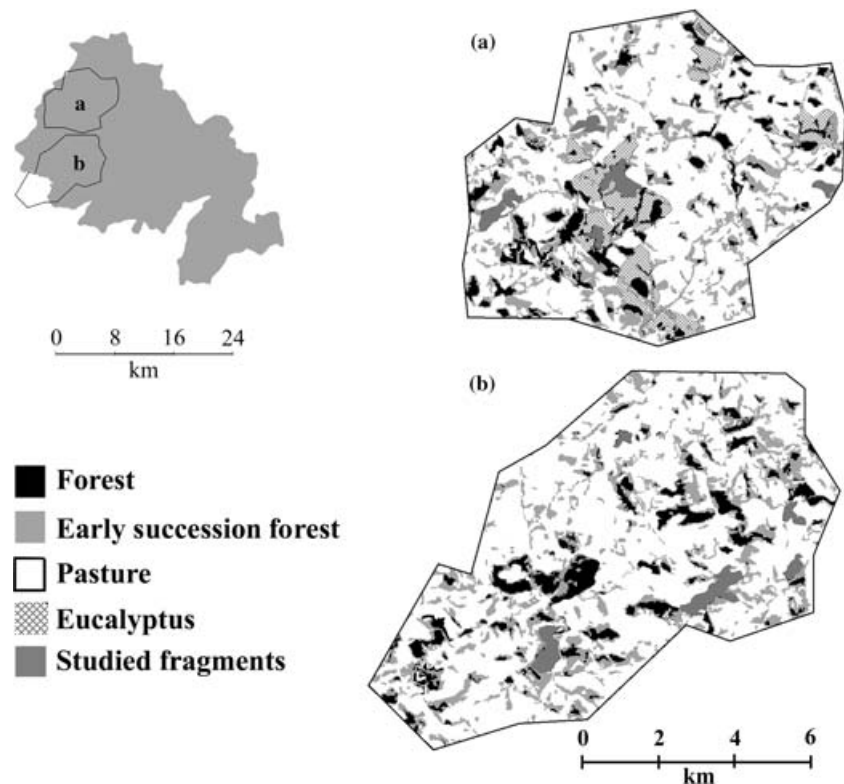 a
b
0 8 16 24
km
Forest
Early succession forest
Pasture
Eucalyptus
Studied fragments
(a)
(b)
0 2 4 6
km